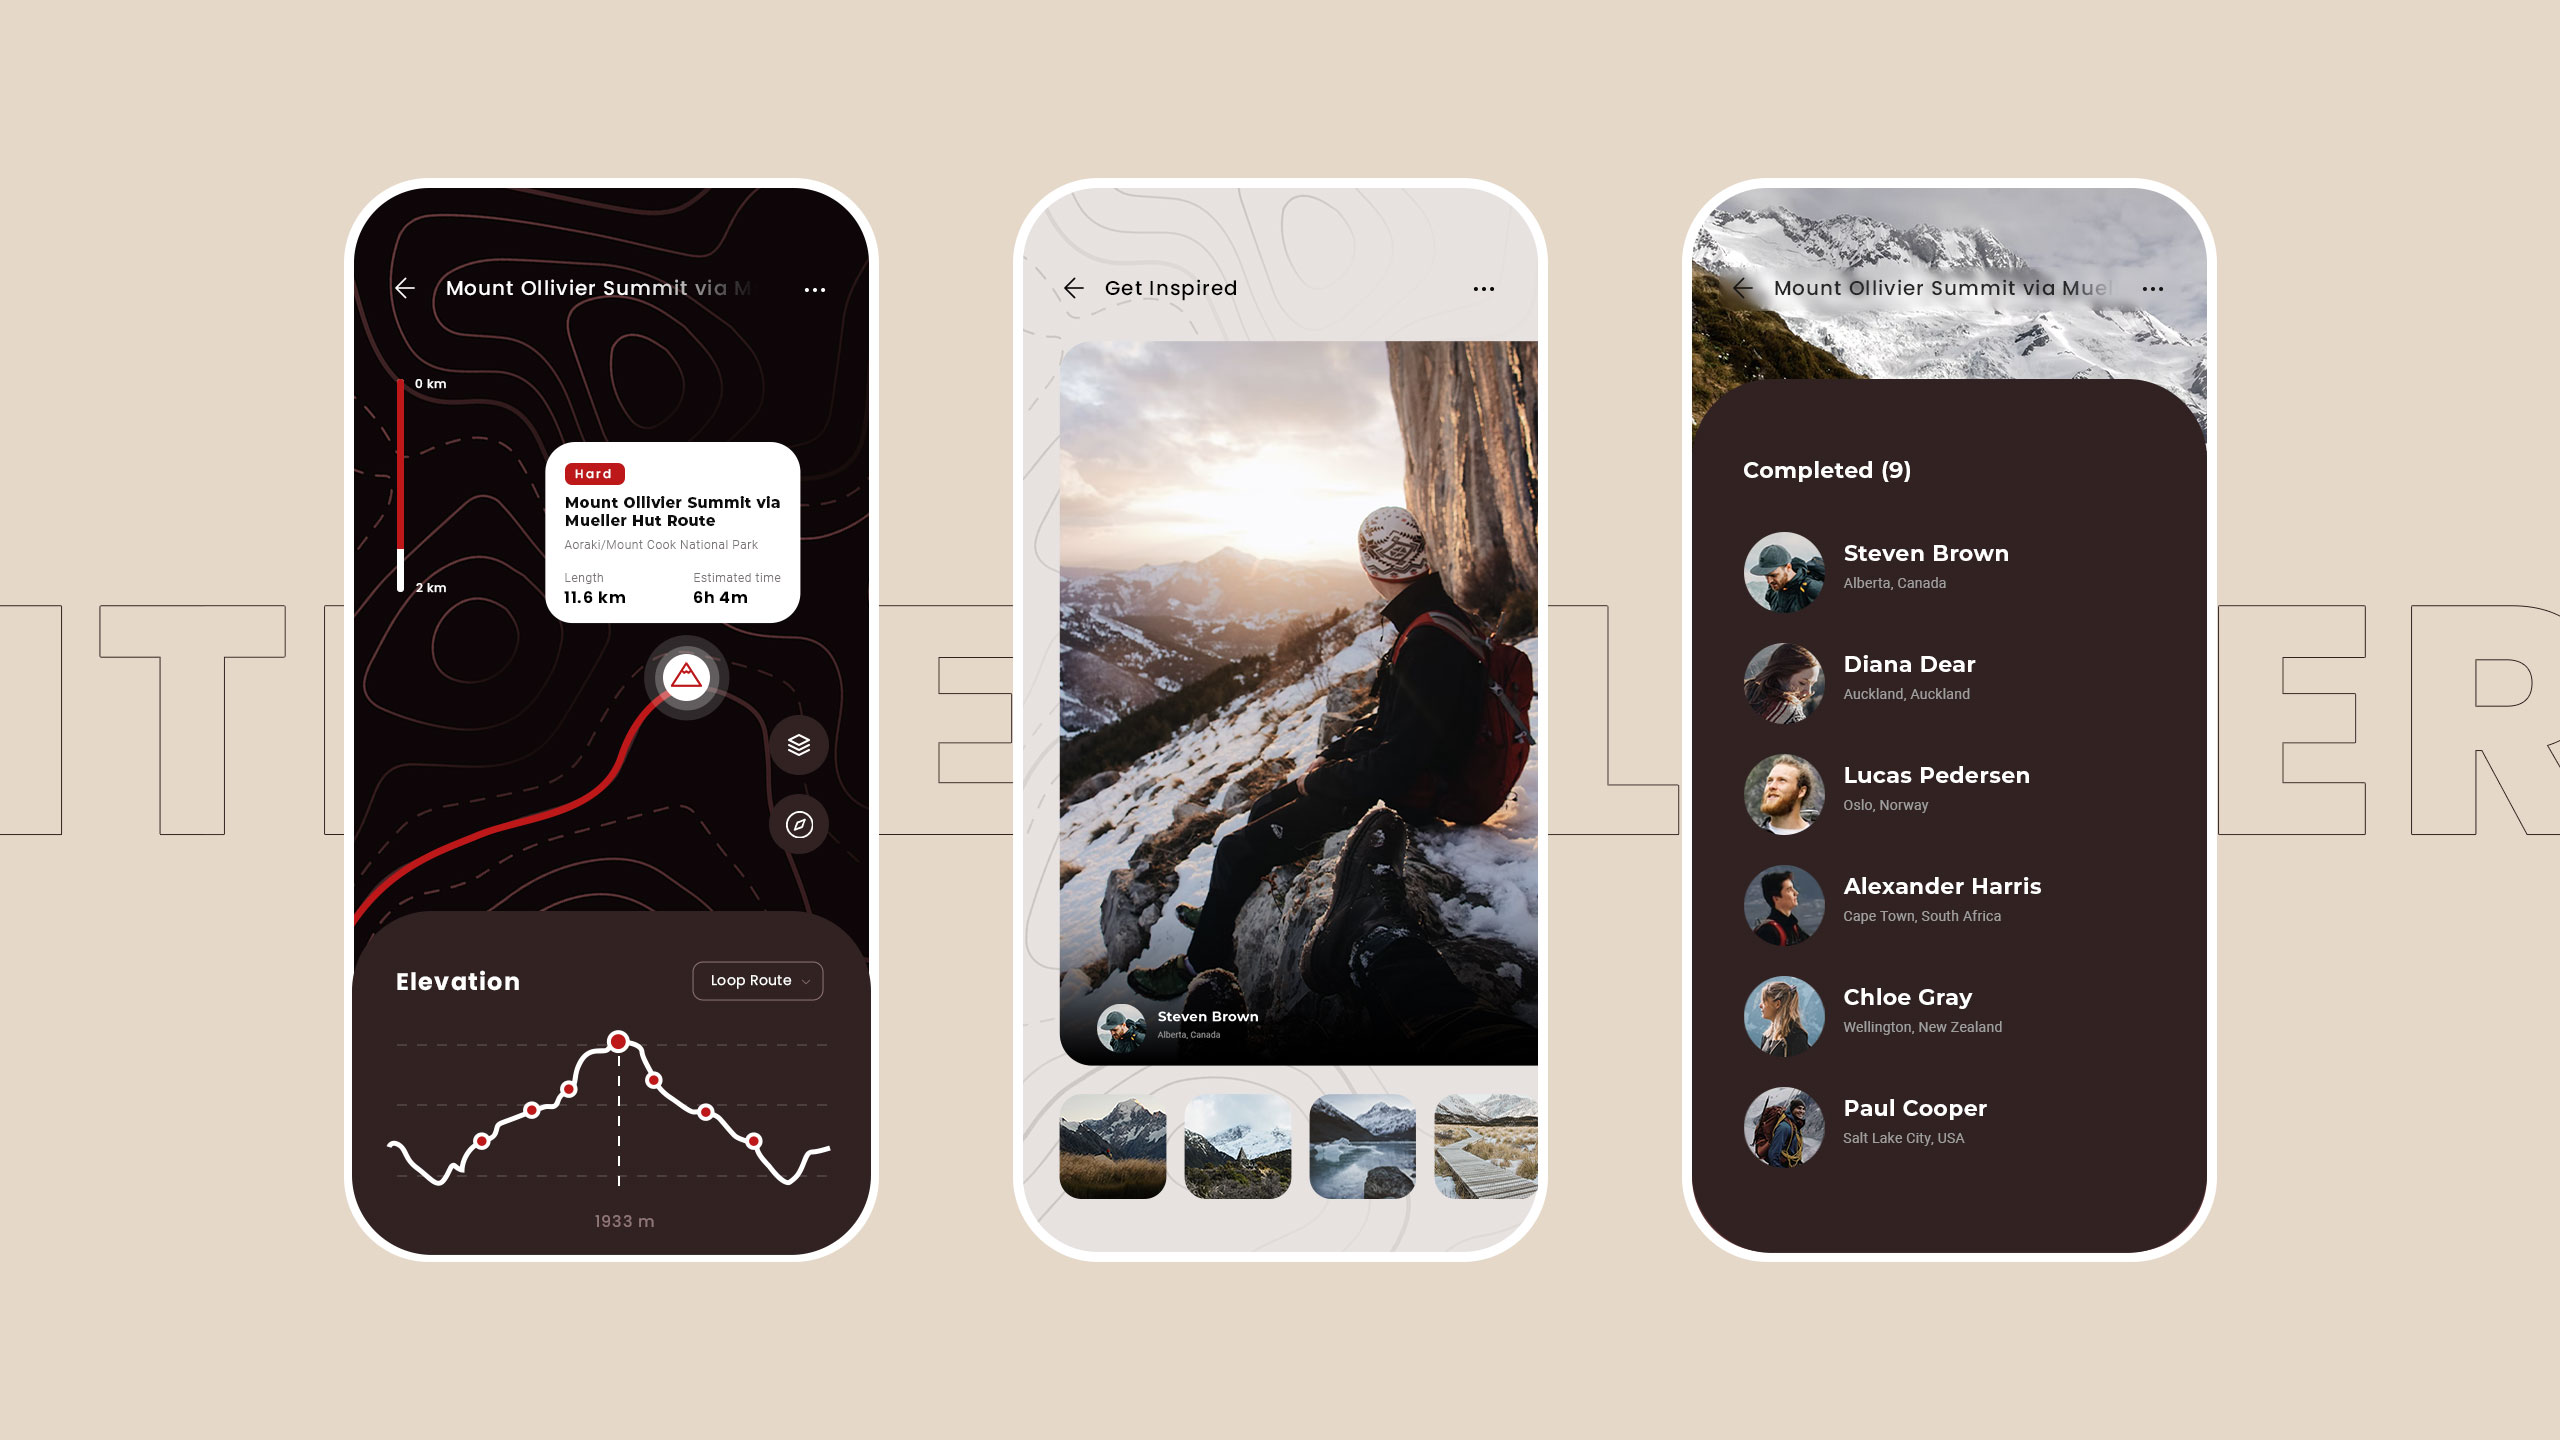 Mount Ollivier Summit via M
0 km
2 km
Hard
Mount Ollivier Summit via
Mueller Hut Route
Aoraki/Mount Cook National Park
Length
Estimated time
11.6 km
6h 4m
Elevation
Loop Route
1933 m
Get Inspired
Steven Brown
Alberta, Canada
Mount Ollivier Summit via Muel
Completed (9)
Steven Brown
Alberta, Canada
Diana Dear
Auckland, Auckland
Lucas Pedersen
Oslo, Norway
Alexander Harris
Cape Town, South Africa
Chloe Gray
Wellington, New Zealand
Paul Cooper
Salt Lake City, USA